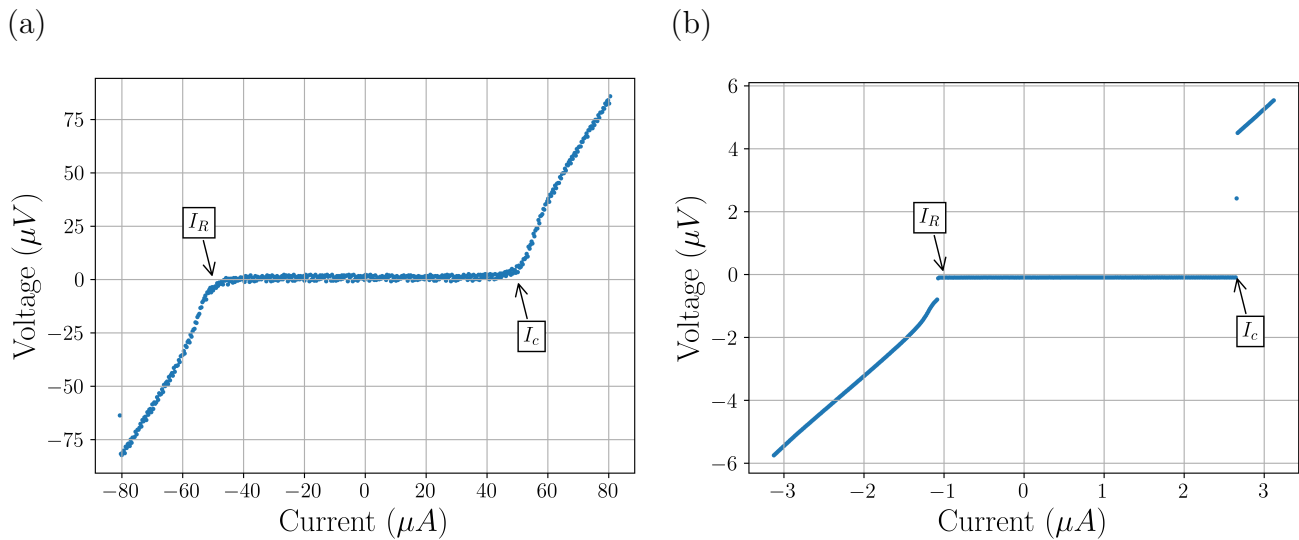 (a)
75
50
25
0
−25
−50
−75
−80 −60 −40 −20 0 20 40 60 80
Voltage (μV)
Current (μA)
I_R
I_c
(b)
6
4
2
0
−2
−4
−6
−3 −2 −1 0 1 2 3
Voltage (μV)
Current (μA)
I_R
I_c